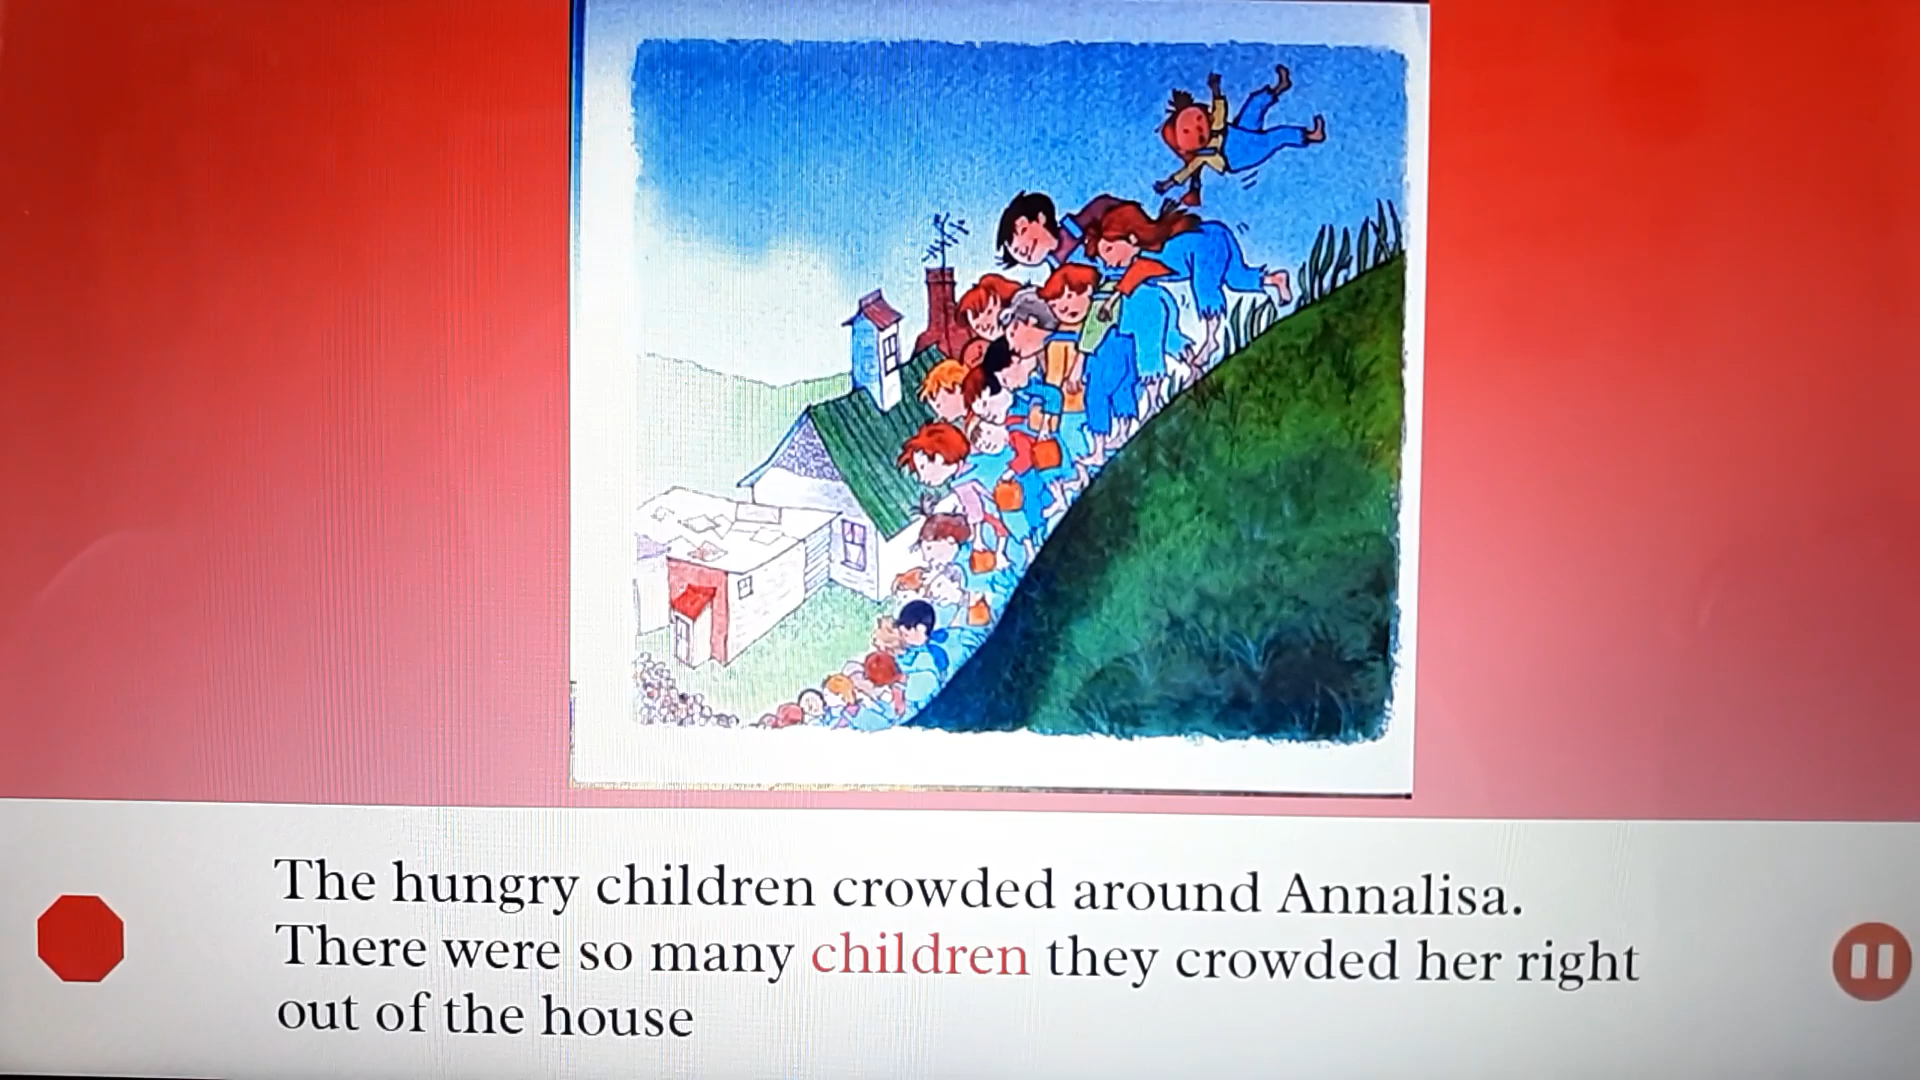 The hungry children crowded around Annalisa.
There were so many children they crowded her right
out of the house